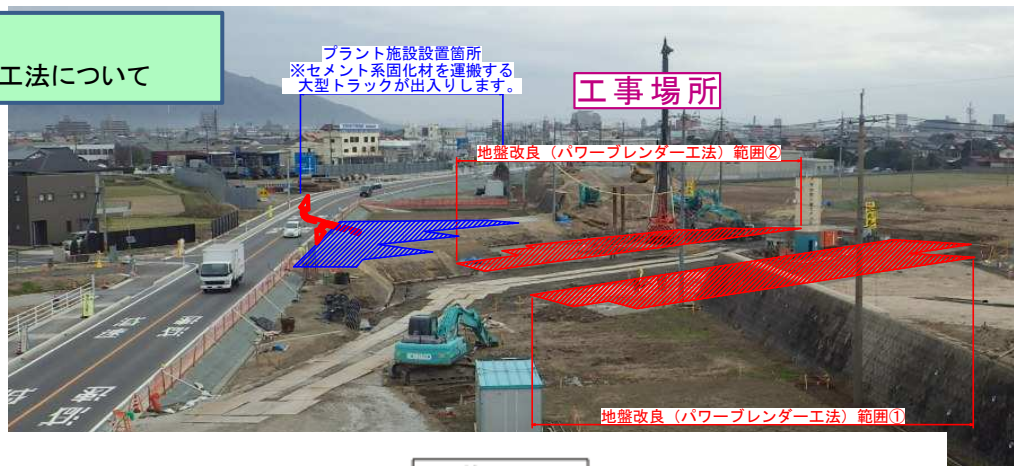 工法について
プラント施設設置箇所
※セメント系固化材を運搬する
大型トラックが出入りします。
工事場所
地盤改良（パワーブレンダー工法）範囲②
地盤改良（パワーブレンダー工法）範囲①